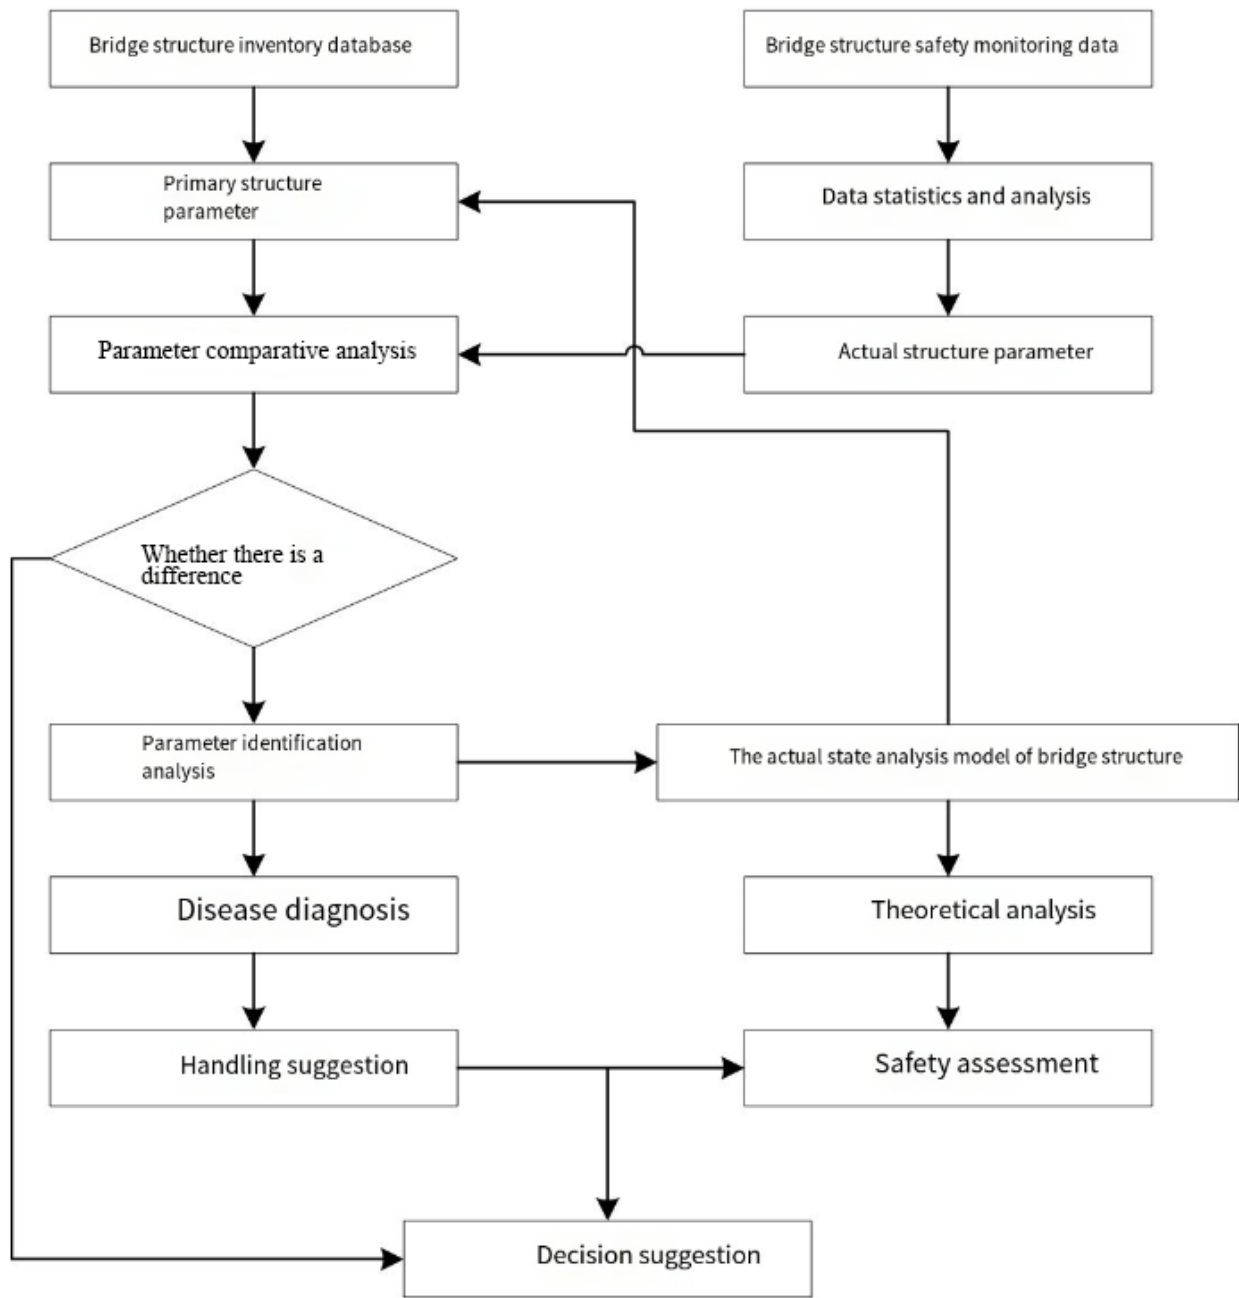 Bridge structure inventory database
Bridge structure safety monitoring data
Primary structure
parameter
Data statistics and analysis
Parameter comparative analysis
Actual structure parameter
Whether there is a
difference
Parameter identification
analysis
The actual state analysis model of bridge structure
Disease diagnosis
Theoretical analysis
Handling suggestion
Safety assessment
Decision suggestion